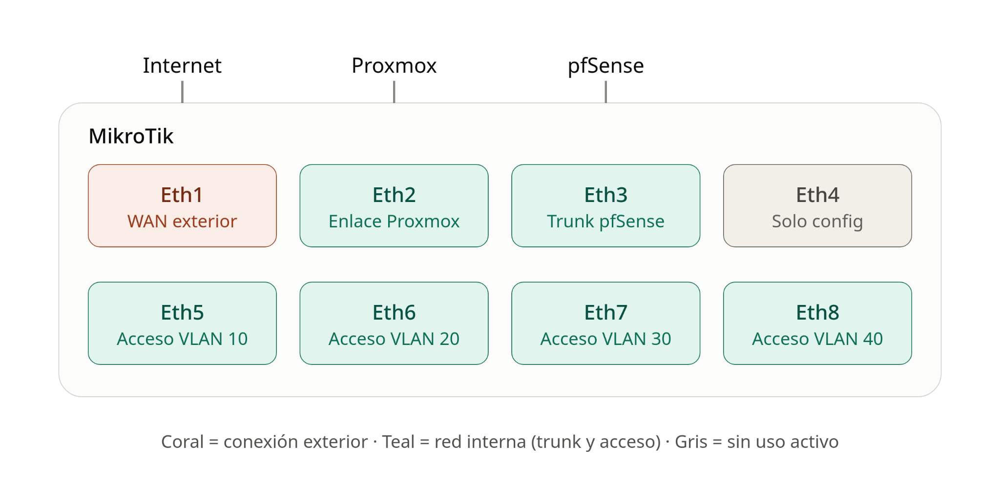 Internet
Proxmox
pfSense
MikroTik
Eth1
WAN exterior
Eth2
Enlace Proxmox
Eth3
Trunk pfSense
Eth4
Solo config
Eth5
Acceso VLAN 10
Eth6
Acceso VLAN 20
Eth7
Acceso VLAN 30
Eth8
Acceso VLAN 40
Coral = conexión exterior · Teal = red interna (trunk y acceso) · Gris = sin uso activo